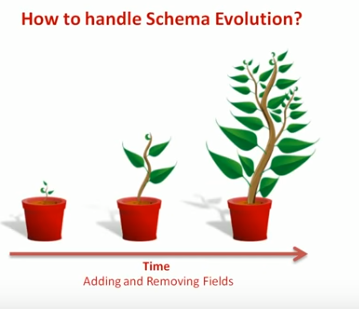 How to handle Schema Evolution?
Time
Adding and Removing Fields